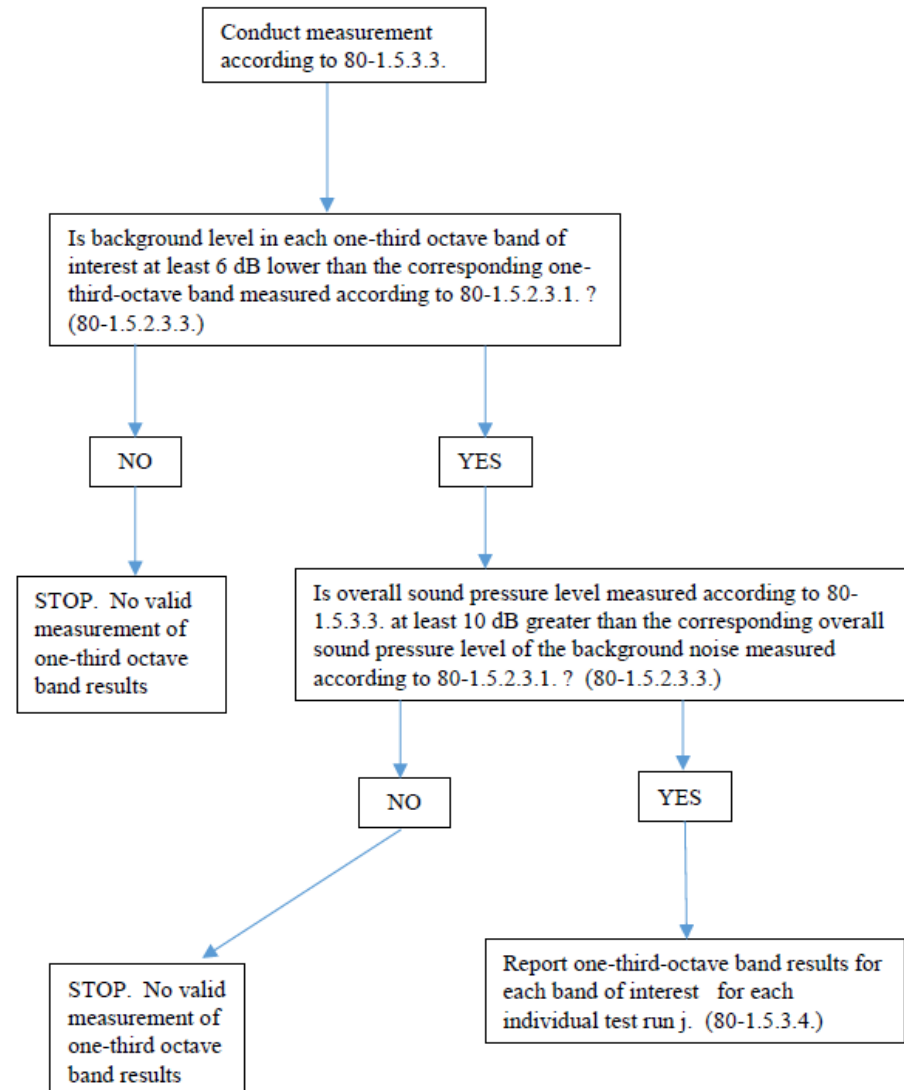 Conduct measurement
according to 80-1.5.3.3.
Is background level in each one-third octave band of
interest at least 6 dB lower than the corresponding one-
third-octave band measured according to 80-1.5.2.3.1. ?
(80-1.5.2.3.3.)
NO
YES
STOP. No valid
measurement of
one-third octave
band results
Is overall sound pressure level measured according to 80-
1.5.3.3. at least 10 dB greater than the corresponding overall
sound pressure level of the background noise measured
according to 80-1.5.2.3.1. ? (80-1.5.2.3.3.)
NO
YES
STOP. No valid
measurement of
one-third octave
band results
Report one-third-octave band results for
each band of interest for each
individual test run j. (80-1.5.3.4.)